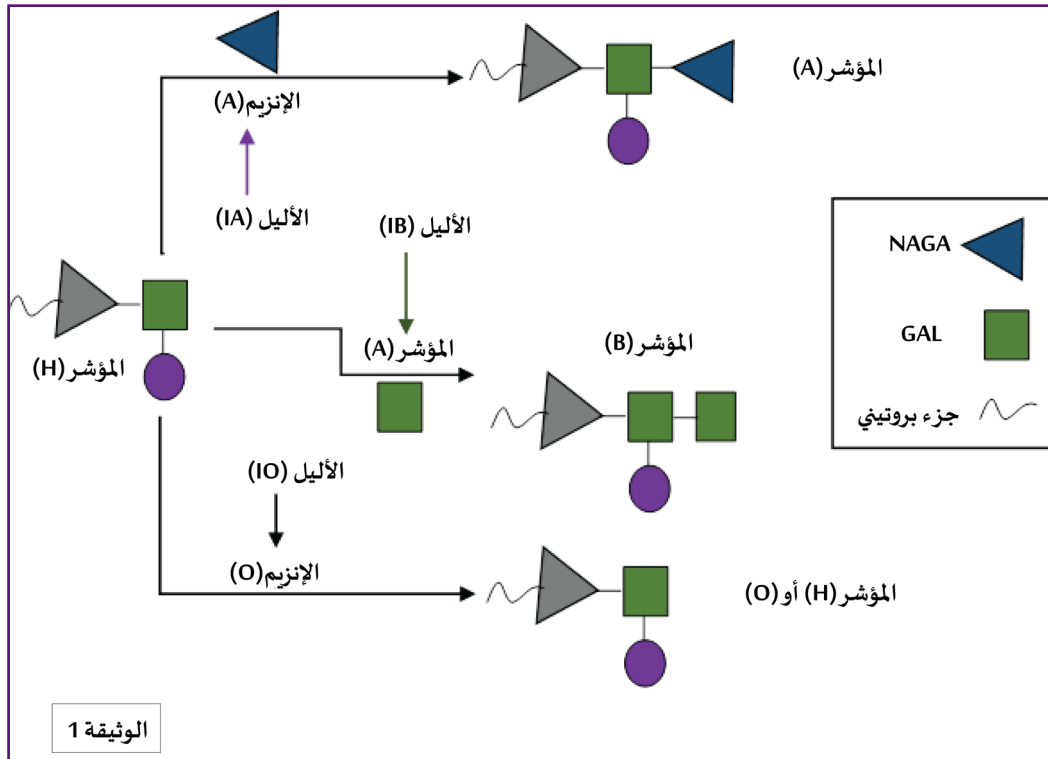 المؤشر(A)
الإنزيم(A)
الأليل (IA)
الأليل (IB)
NAGA
المؤشر(A)
المؤشر(B)
المؤشر(H)
GAL
جزء بروتيني
الأليل (IO)
الإنزيم(O)
المؤشر(H) أو(O)
الوثيقة 1